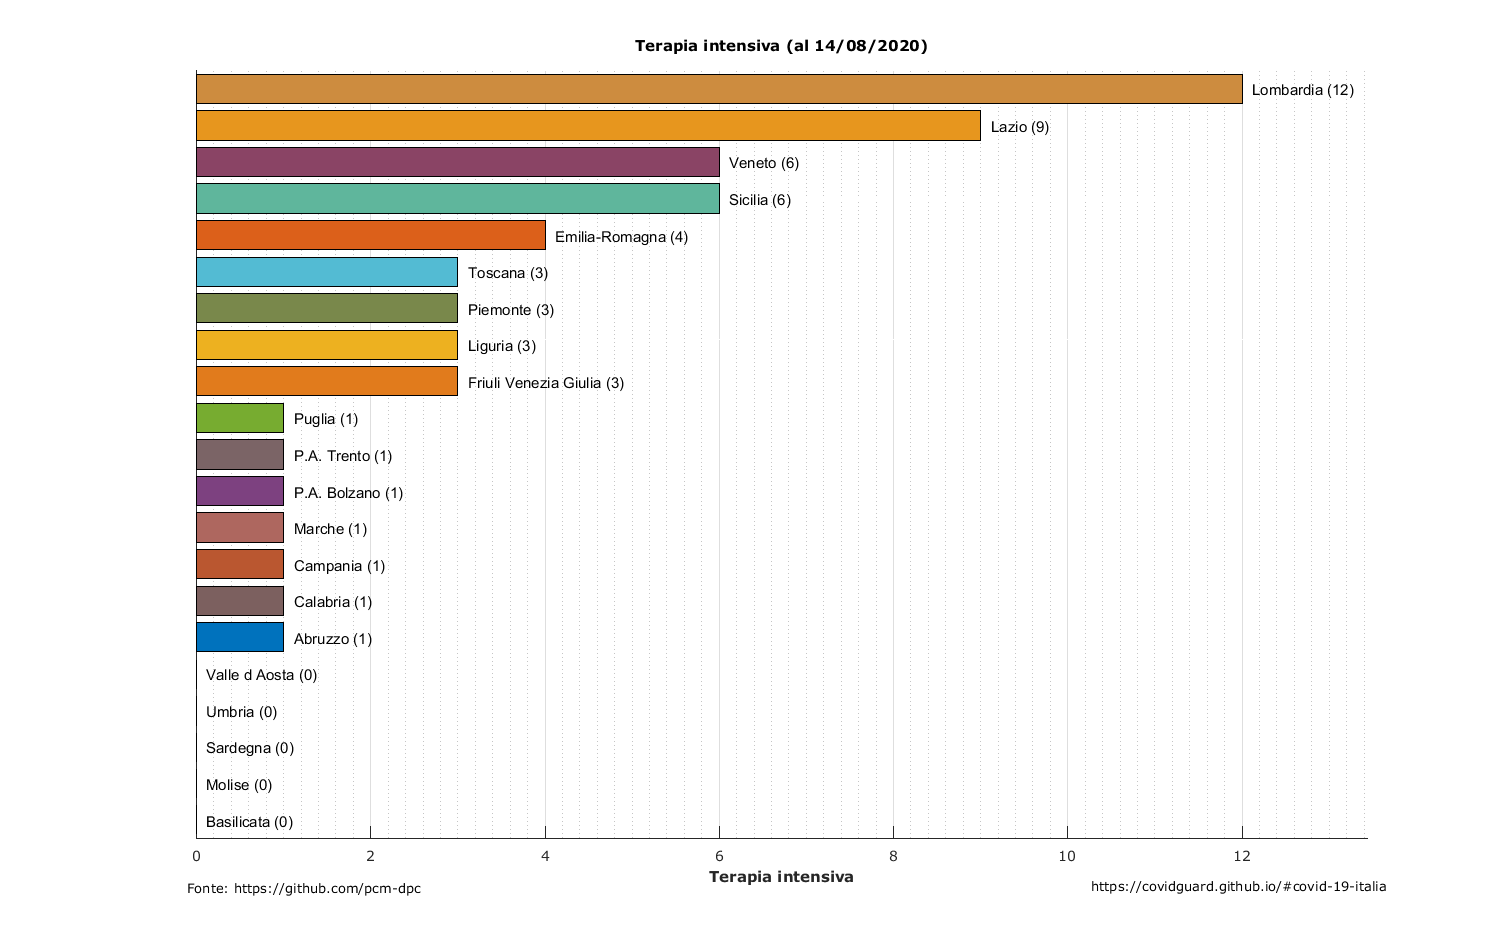 Terapia intensiva (al 14/08/2020)
Lombardia (12)
Lazio (9)
Veneto (6)
Sicilia (6)
Emilia-Romagna (4)
Toscana (3)
Piemonte (3)
Liguria (3)
Friuli Venezia Giulia (3)
Puglia (1)
P.A. Trento (1)
P.A. Bolzano (1)
Marche (1)
Campania (1)
Calabria (1)
Abruzzo (1)
Valle d Aosta (0)
Umbria (0)
Sardegna (0)
Molise (0)
Basilicata (0)
0 2 4 6 8 10 12
Terapia intensiva
Fonte: https://github.com/pcm-dpc
https://covidguard.github.io/#covid-19-italia